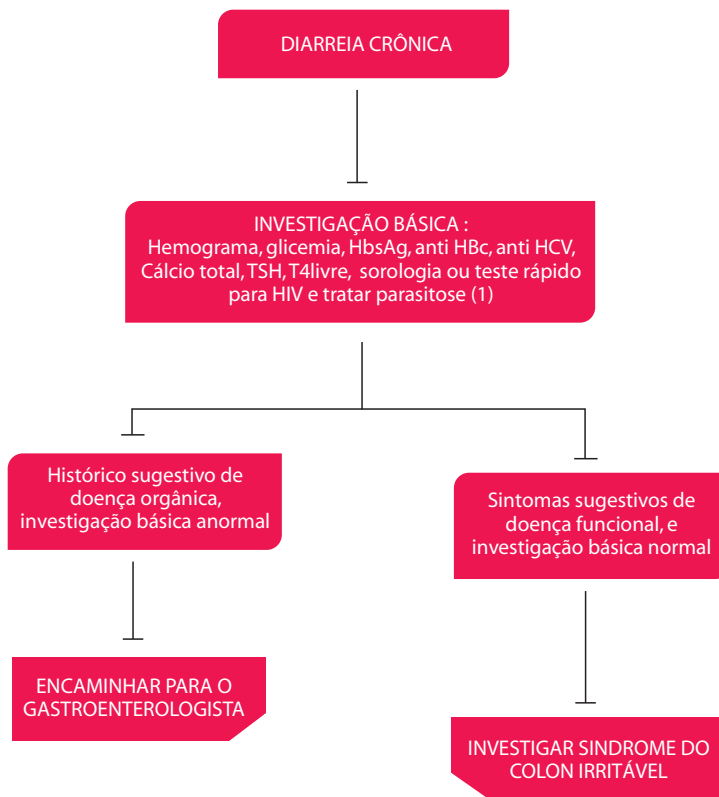 DIARREIA CRÔNICA
INVESTIGAÇÃO BÁSICA :
Hemograma, glicemia, HbsAg, anti HBc, anti HCV,
Cálcio total, TSH, T4livre, sorologia ou teste rápido
para HIV e tratar parasitose (1)
Histórico sugestivo de
doença orgânica,
investigação básica anormal
Sintomas sugestivos de
doença funcional, e
investigação básica normal
ENCAMINHAR PARA O
GASTROENTEROLOGISTA
INVESTIGAR SINDROME DO
COLON IRRITÁVEL